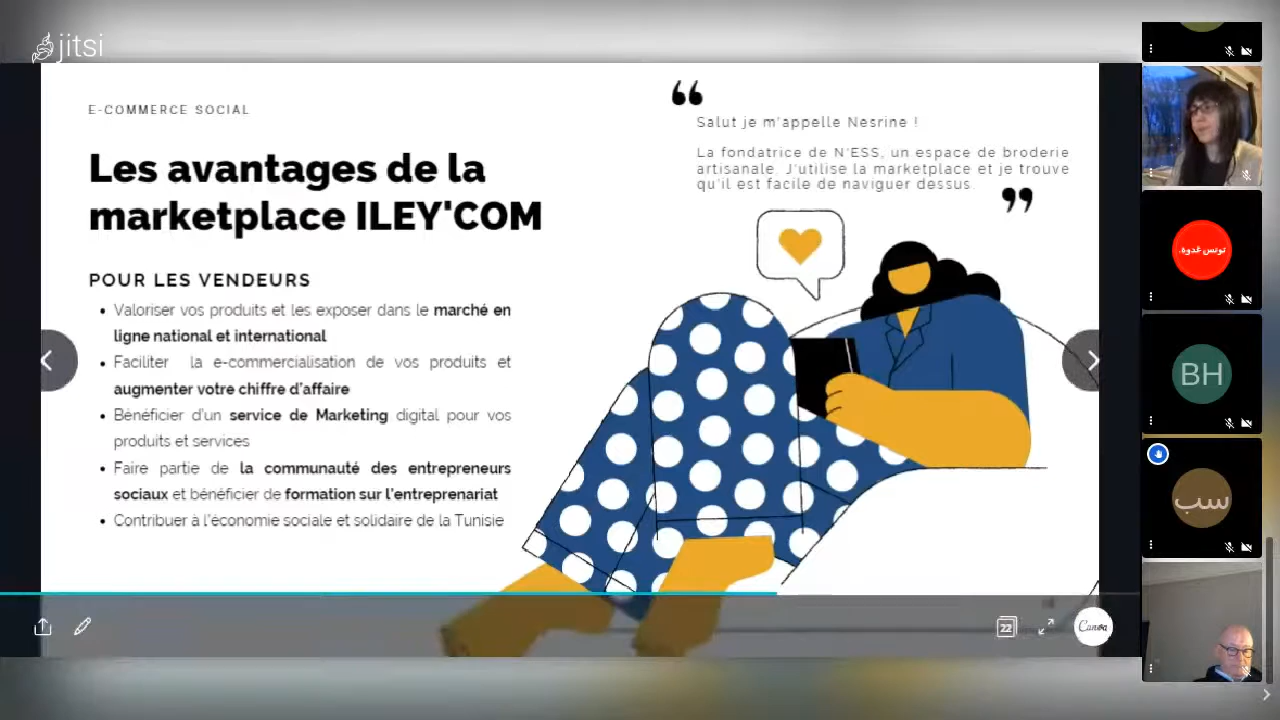 jitsi
E-COMMERCE SOCIAL
Les avantages de la
marketplace ILEY'COM
POUR LES VENDEURS
• Valoriser vos produits et les exposer dans le marché en
ligne national et international
• Faciliter la e-commercialisation de vos produits et
augmenter votre chiffre d'affaire
• Bénéficier d'un service de Marketing digital pour vos
produits et services
• Faire partie de la communauté des entrepreneurs
sociaux et bénéficier de formation sur l'entreprenariat
• Contribuer à l'économie sociale et solidaire de la Tunisie
“
Salut je m'appelle Nesrine !
La fondatrice de N'ESS, un espace de broderie
artisanale. J'utilise la marketplace et je trouve
qu'il est facile de naviguer dessus
”
22
Canva
تونس غدوة
BH
سب